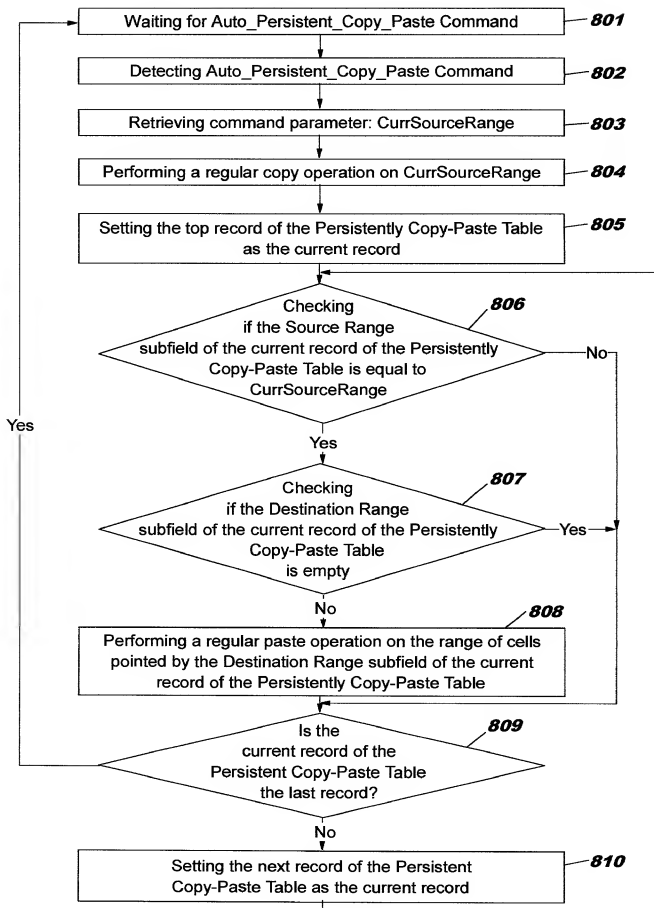 Waiting for Auto_Persistent_Copy_Paste Command
801
Detecting Auto_Persistent_Copy_Paste Command
802
Retrieving command parameter: CurrSourceRange
803
Performing a regular copy operation on CurrSourceRange
804
Setting the top record of the Persistently Copy-Paste Table
as the current record
805
Checking
if the Source Range
subfield of the current record of the Persistently
Copy-Paste Table is equal to
CurrSourceRange
806
No
Yes
Yes
Checking
if the Destination Range
subfield of the current record of the Persistently
Copy-Paste Table
is empty
807
Yes
No
Performing a regular paste operation on the range of cells
pointed by the Destination Range subfield of the current
record of the Persistently Copy-Paste Table
808
Is the
current record of the
Persistent Copy-Paste Table
the last record?
809
No
Setting the next record of the Persistent
Copy-Paste Table as the current record
810